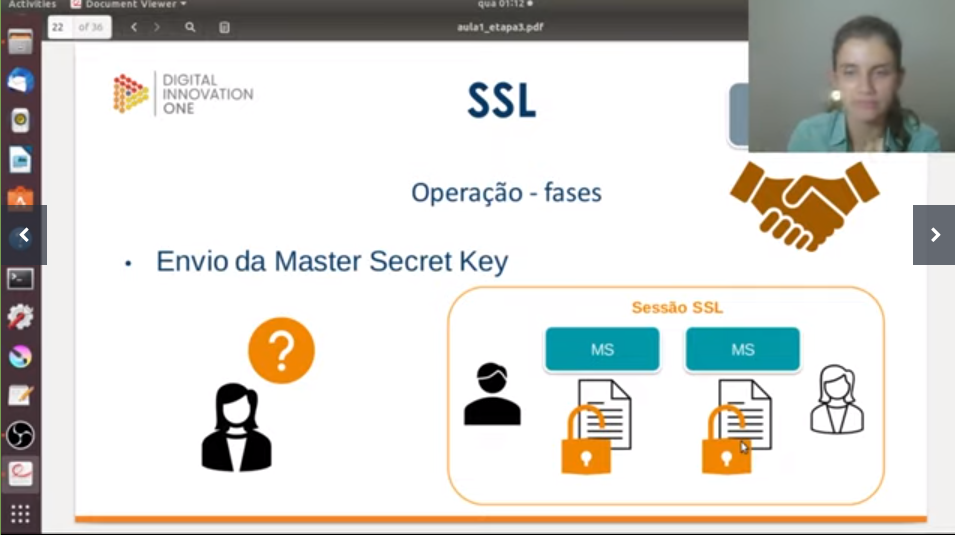 Activities Document Viewer
qua 01:12
22 of 36
aula1_etapa3.pdf
DIGITAL
INNOVATION
ONE
SSL
Operação - fases
• Envio da Master Secret Key
Sessão SSL
?
MS MS